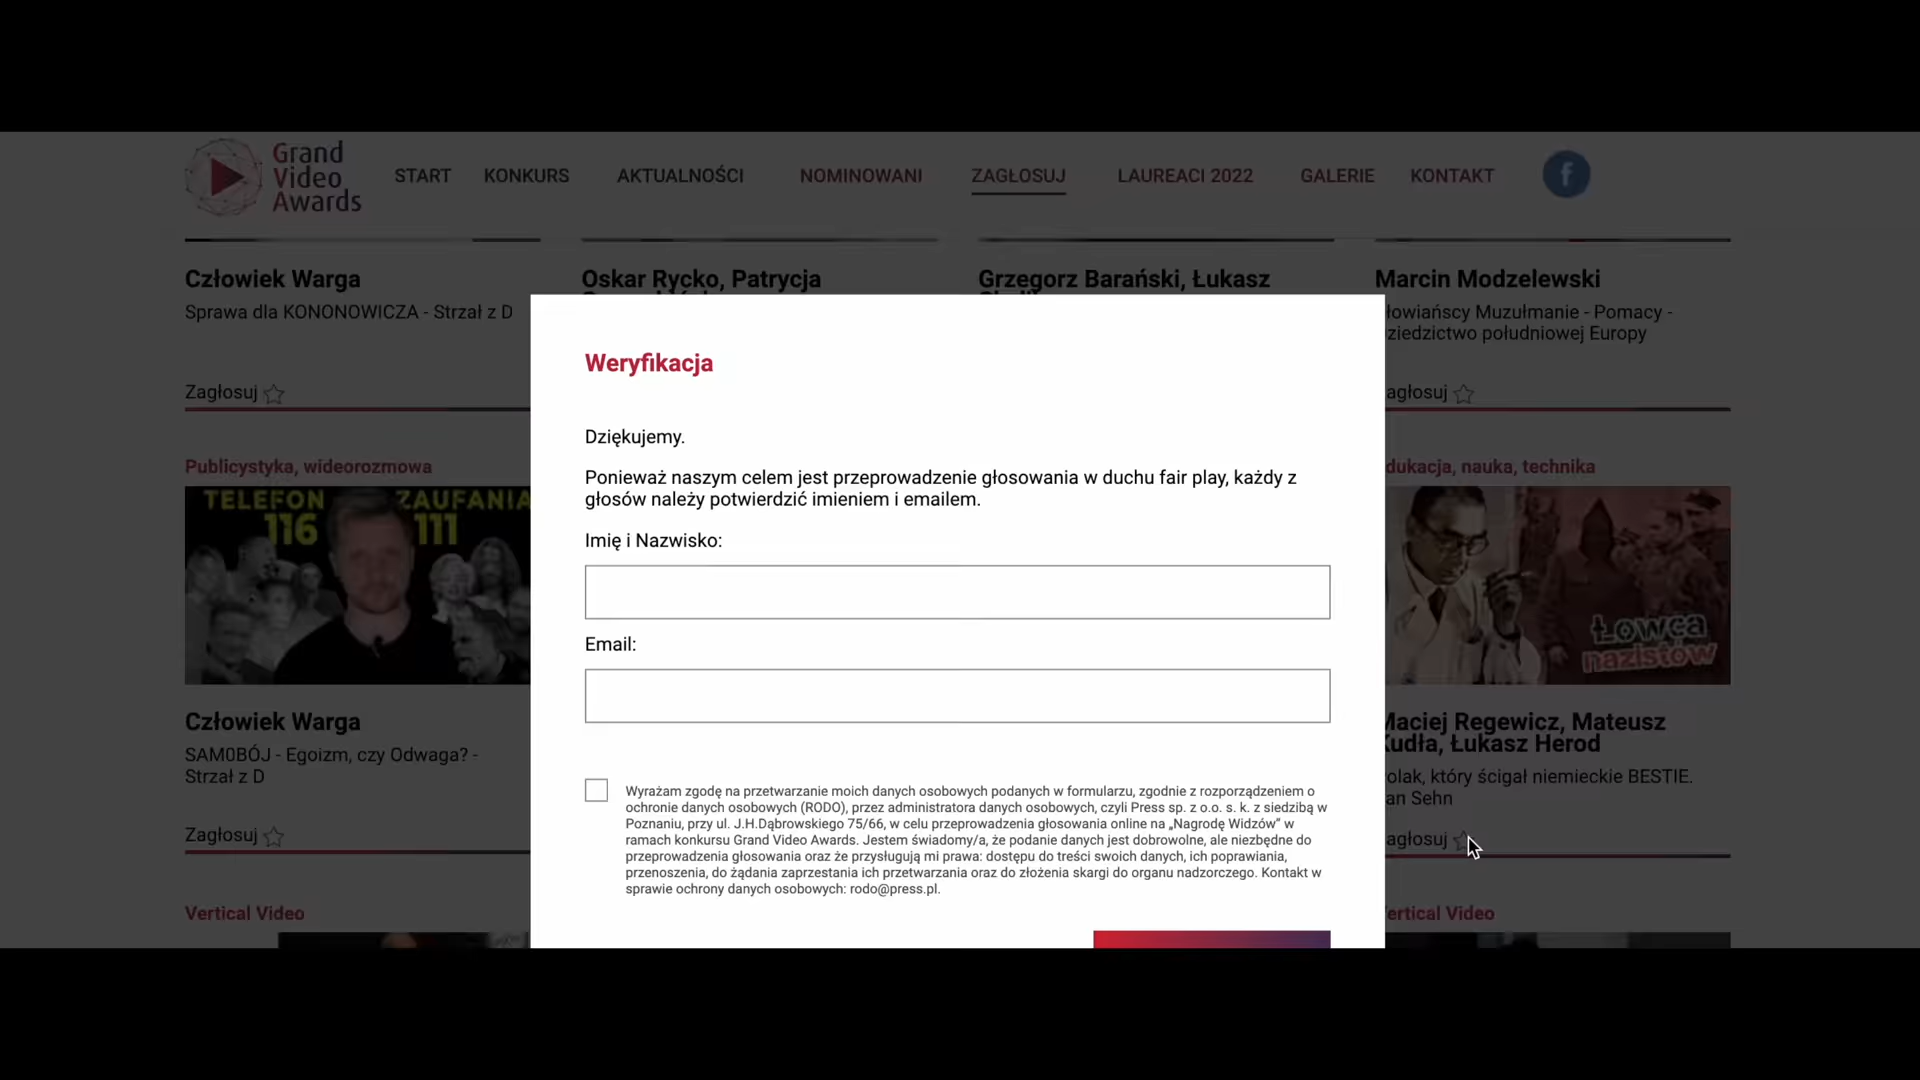 Grand
Video
Awards
START
KONKURS
AKTUALNOŚCI
NOMINOWANI
ZAGŁOSUJ
LAUREACI 2022
GALERIE
KONTAKT
f
Człowiek Warga
Oskar Rycko, Patrycja
Grzegorz Barański, Łukasz
Marcin Modzelewski
Sprawa dla KONONOWICZA - Strzał z D
łowiańscy Muzułmanie - Pomacy -
ziedzictwo południowej Europy
Zagłosuj
agłosuj
Weryfikacja
Dziękujemy.
Ponieważ naszym celem jest przeprowadzenie głosowania w duchu fair play, każdy z
głosów należy potwierdzić imieniem i emailem.
Imię i Nazwisko:
Email:
Wyrażam zgodę na przetwarzanie moich danych osobowych podanych w formularzu, zgodnie z rozporządzeniem o
ochronie danych osobowych (RODO), przez administratora danych osobowych, czyli Press sp. z o.o. s. k. z siedzibą w
Poznaniu, przy ul. J.H.Dąbrowskiego 75/66, w celu przeprowadzenia głosowania online na „Nagrodę Widzów” w
ramach konkursu Grand Video Awards. Jestem świadomy/a, że podanie danych jest dobrowolne, ale niezbędne do
przeprowadzenia głosowania oraz że przysługują mi prawa: dostępu do treści swoich danych, ich poprawiania,
przenoszenia, do żądania zaprzestania ich przetwarzania oraz do złożenia skargi do organu nadzorczego. Kontakt w
sprawie ochrony danych osobowych: rodo@press.pl.
Publicystyka, wideorozmowa
dukacja, nauka, technika
TELEFON ZAUFANIA
116 111
Łowca
nazistów
Człowiek Warga
SAM0BÓJ - Egoizm, czy Odwaga? -
Strzał z D
Maciej Regewicz, Mateusz
Kudła, Łukasz Herod
olak, który ścigał niemieckie BESTIE.
an Sehn
Zagłosuj
agłosuj
Vertical Video
ertical Video